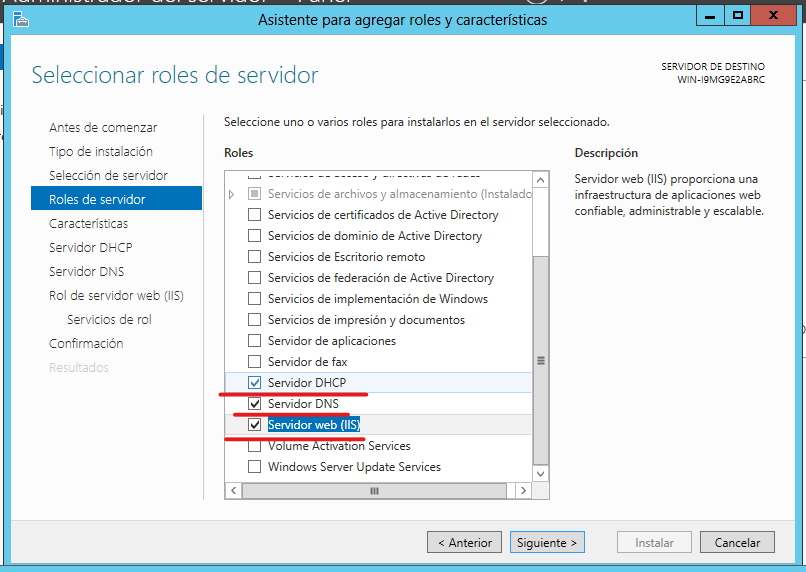 Asistente para agregar roles y características
Seleccionar roles de servidor
SERVIDOR DE DESTINO
WIN-I9MG9E2ABRC
Antes de comenzar
Tipo de instalación
Selección de servidor
Roles de servidor
Características
Servidor DHCP
Servidor DNS
Rol de servidor web (IIS)
Servicios de rol
Confirmación
Resultados
Seleccione uno o varios roles para instalarlos en el servidor seleccionado.
Roles
Servicios de acceso y directivas de redes
Servicios de archivos y almacenamiento (Instalado
Servicios de certificados de Active Directory
Servicios de dominio de Active Directory
Servicios de Escritorio remoto
Servicios de federación de Active Directory
Servicios de implementación de Windows
Servicios de impresión y documentos
Servidor de aplicaciones
Servidor de fax
Servidor DHCP
Servidor DNS
Servidor web (IIS)
Volume Activation Services
Windows Server Update Services
Descripción
Servidor web (IIS) proporciona una
infraestructura de aplicaciones web
confiable, administrable y escalable.
< Anterior
Siguiente >
Instalar
Cancelar